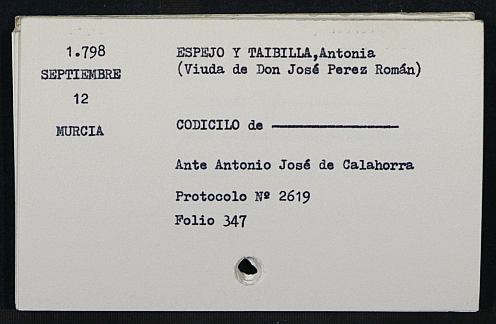 1.798
SEPTIEMBRE
12
MURCIA
ESPEJO Y TAIBILLA,Antonia
(Viuda de Don José Perez Román)
CODICILO de
Ante Antonio José de Calahorra
Protocolo Nº 2619
Folio 347